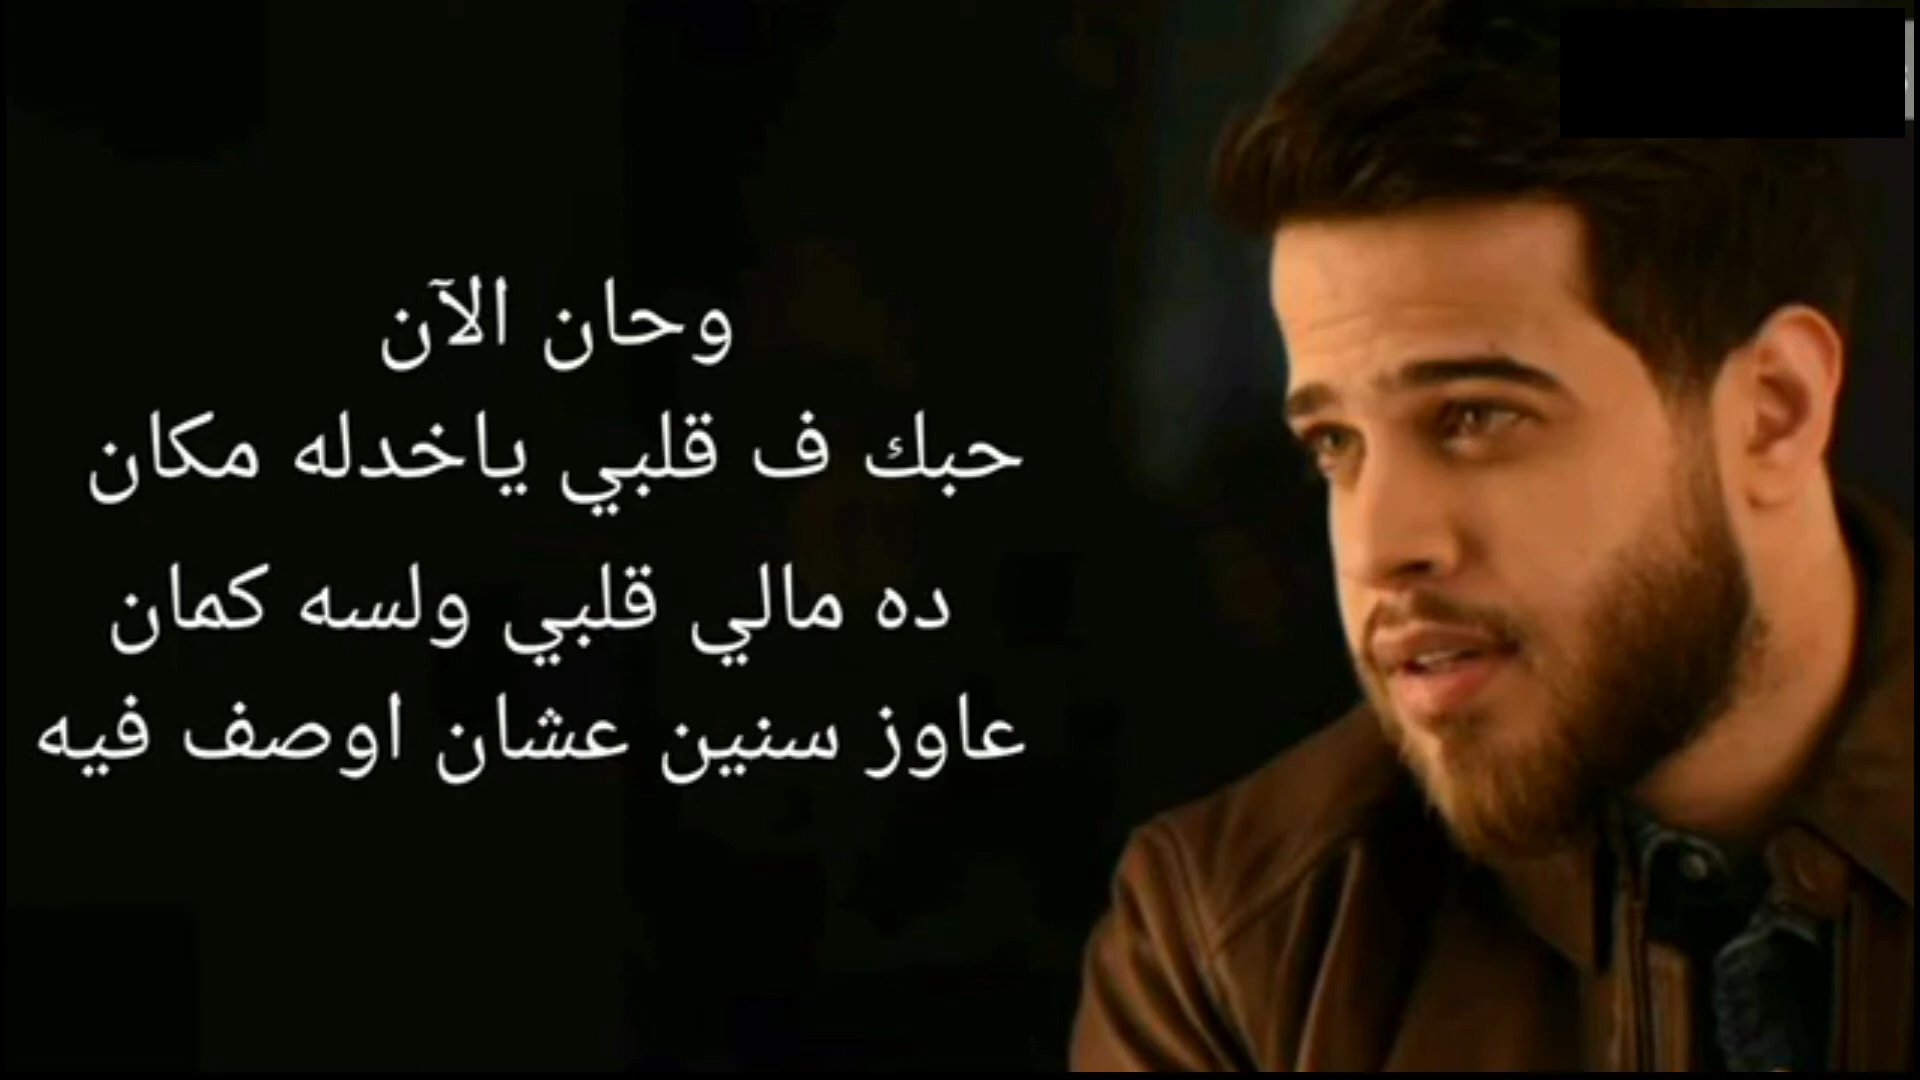 وحان الآن
حبك ف قلبي ياخدله مكان
ده مالي قلبي ولسه كمان
عاوز سنين عشان اوصف فيه